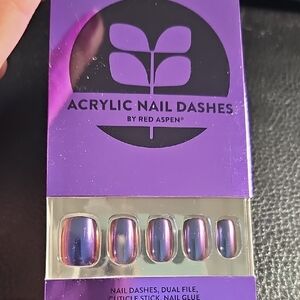 ACRYLIC NAIL DASHES
BY RED ASPEN®
NAIL DASHES, DUAL FILE,
CUTICLE STICK, NAIL GLUE